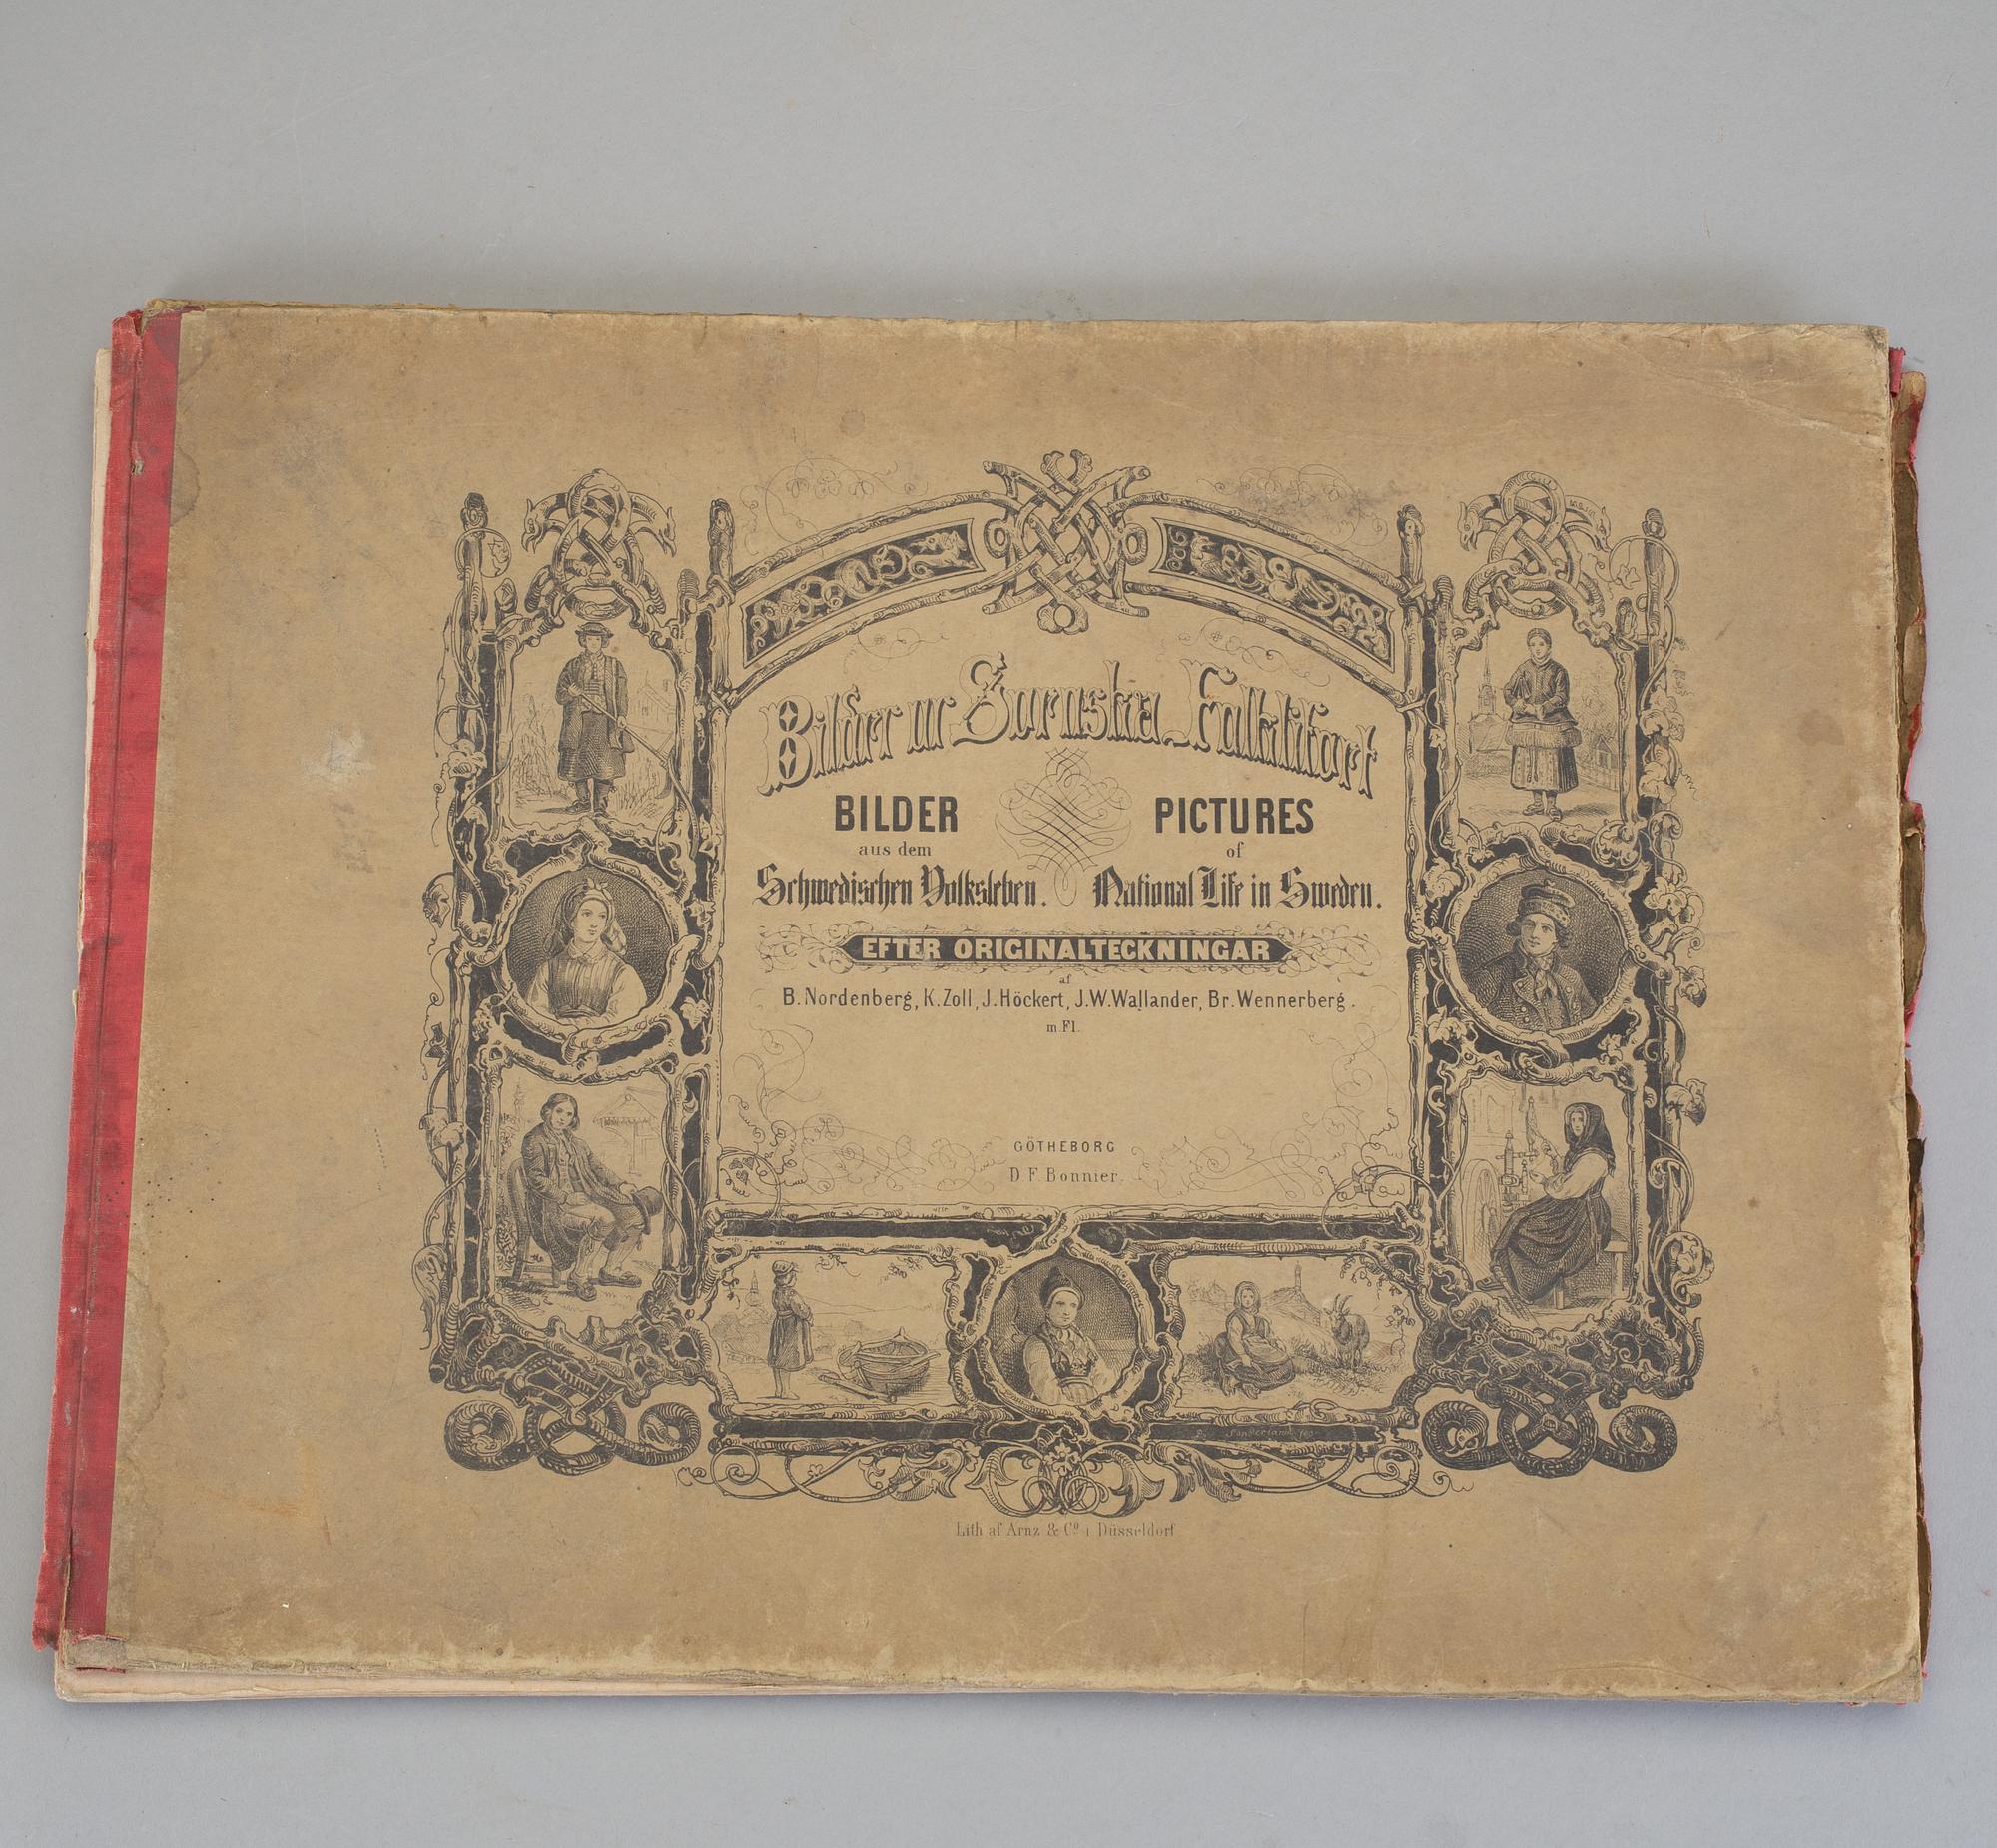 Bilder ur Svenska Folklifvet
BILDER
aus dem
Schwedischen Volksleben.
PICTURES
of
National Life in Sweden.
EFTER ORIGINALTECKNINGAR
af
B. Nordenberg, K. Zoll, J. Höckert, J. W. Wallander, Br. Wennerberg.
m. Fl.
GÖTHEBORG
D F Bonnier.
Lith af Arnz & Cº i Düsseldorf